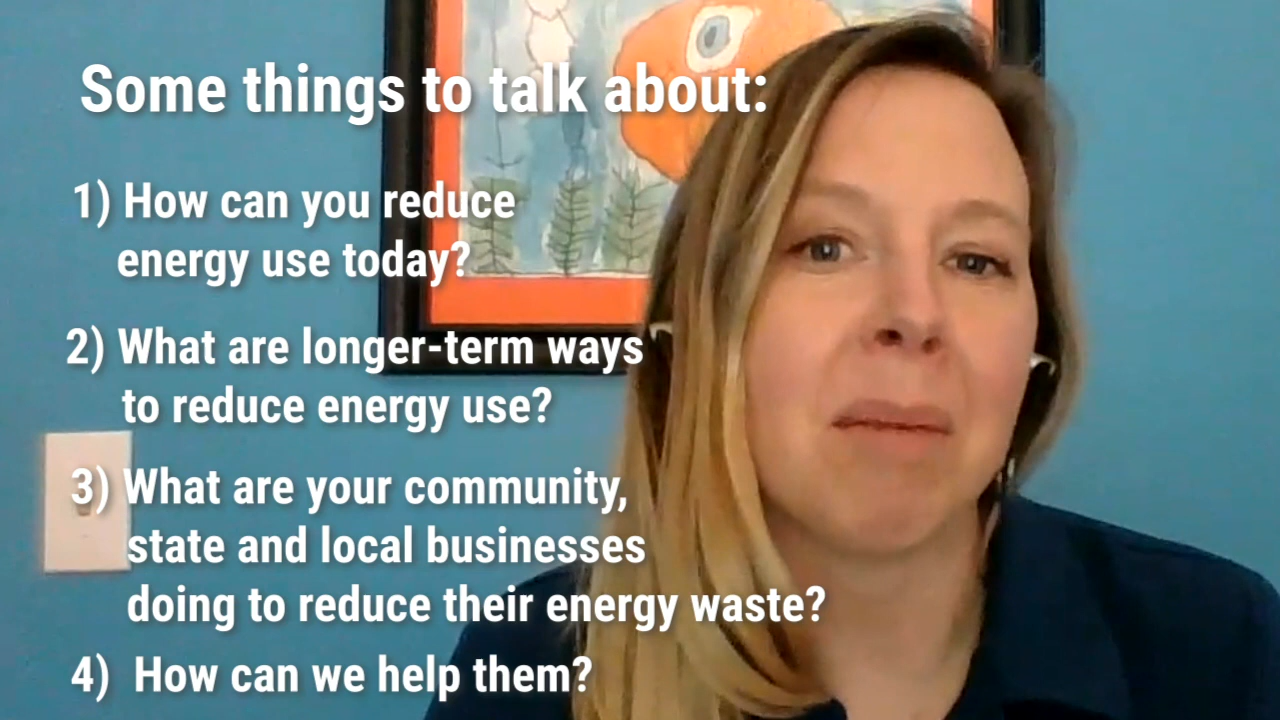 Some things to talk about:
1) How can you reduce
energy use today?
2) What are longer-term ways
to reduce energy use?
3) What are your community,
state and local businesses
doing to reduce their energy waste?
4) How can we help them?